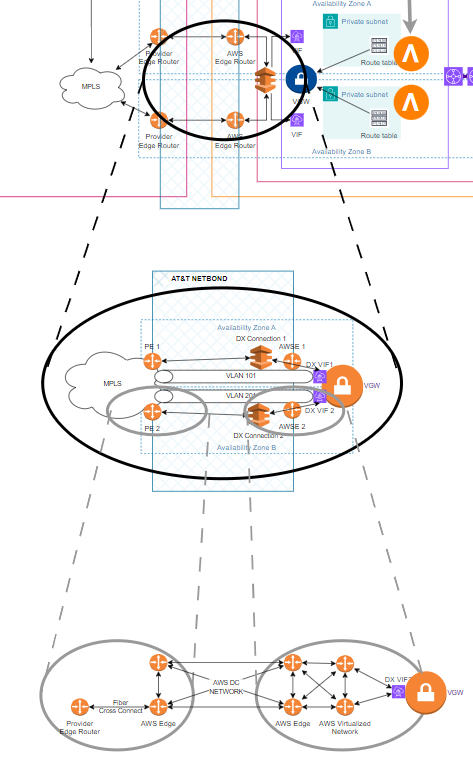 Availability Zone A
Private subnet
Provider
Edge Router
AWS
Edge Router
Route table
MPLS
VGW
Private subnet
VIF
Provider
Edge Router
AWS
Edge Router
Route table
Availability Zone B
AT&T NETBOND
Availability Zone A
DX Connection 1
PE 1
AWSE 1
DX VIF1
VLAN 101
MPLS
VGW
VLAN 201
DX VIF 2
PE 2
AWSE 2
DX Connection 2
Availability Zone B
AWS DC
NETWORK
DX VIF
VGW
Fiber
Cross Connect
Provider
Edge Router
AWS Edge
AWS Edge
AWS Virtualized
Network